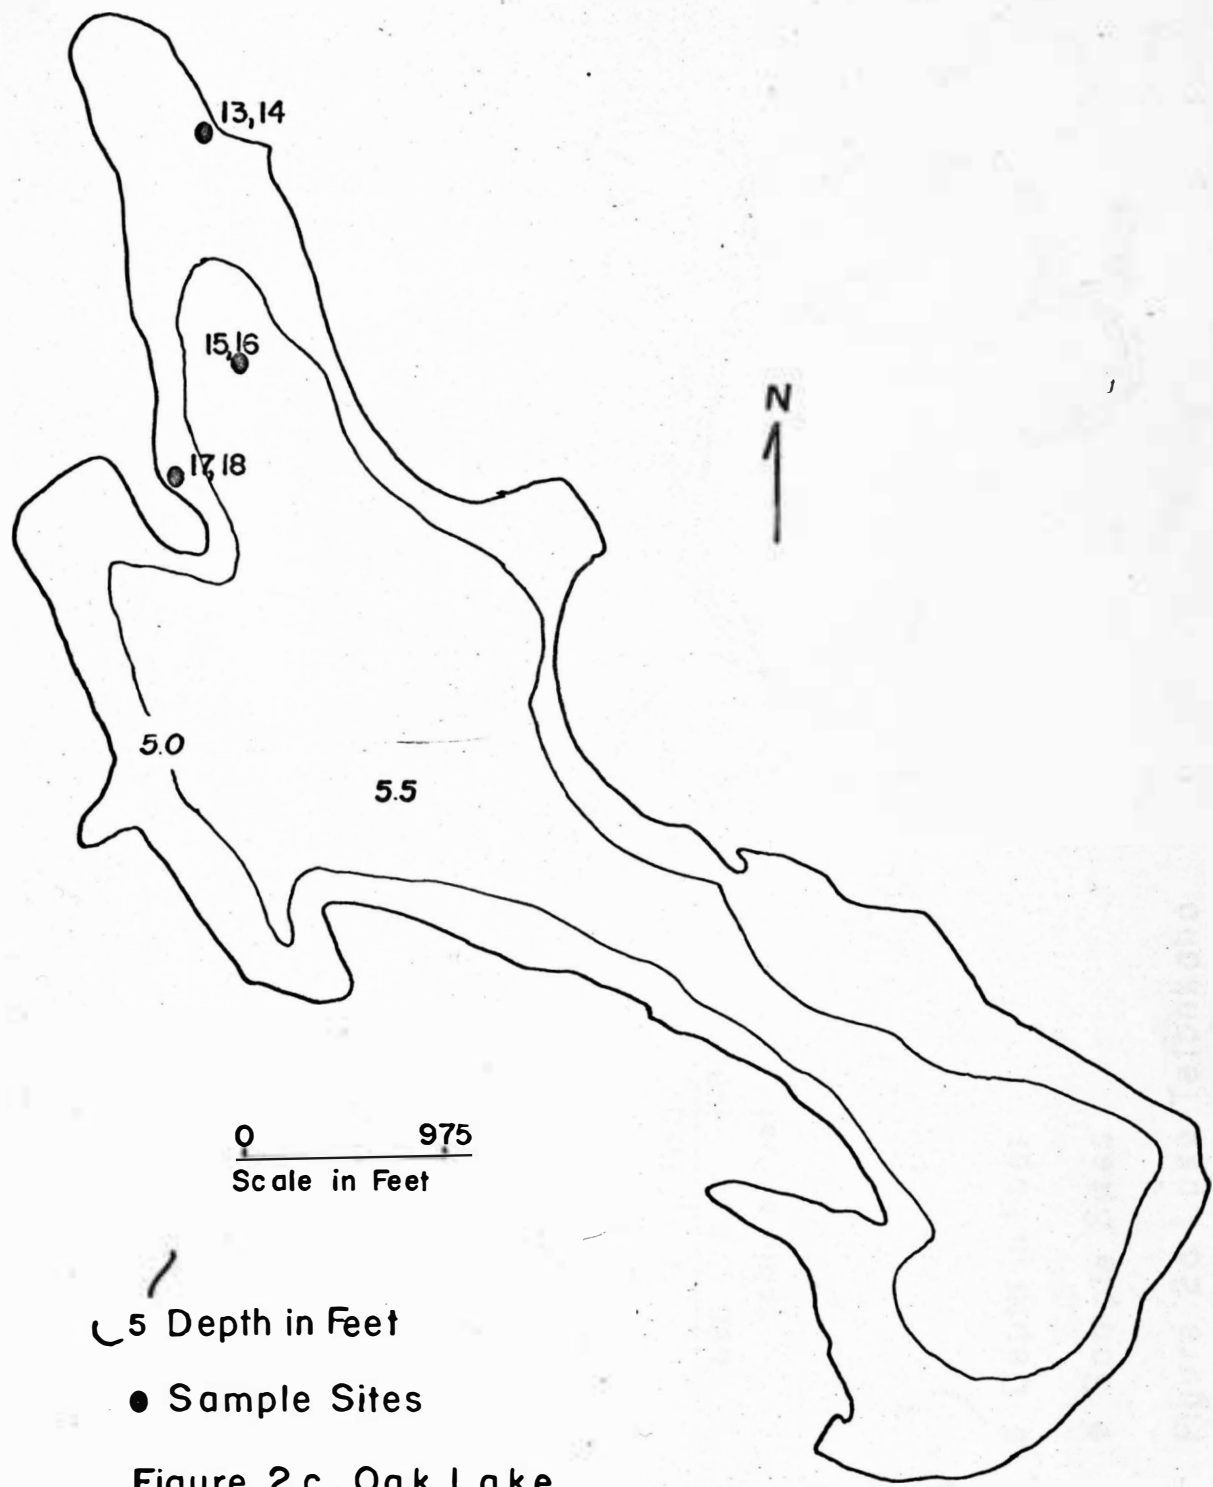 13,14
15,16
17,18
N
5.0
5.5
0 975
Scale in Feet
5 Depth in Feet
Sample Sites
Figure 2c. Oak Lake